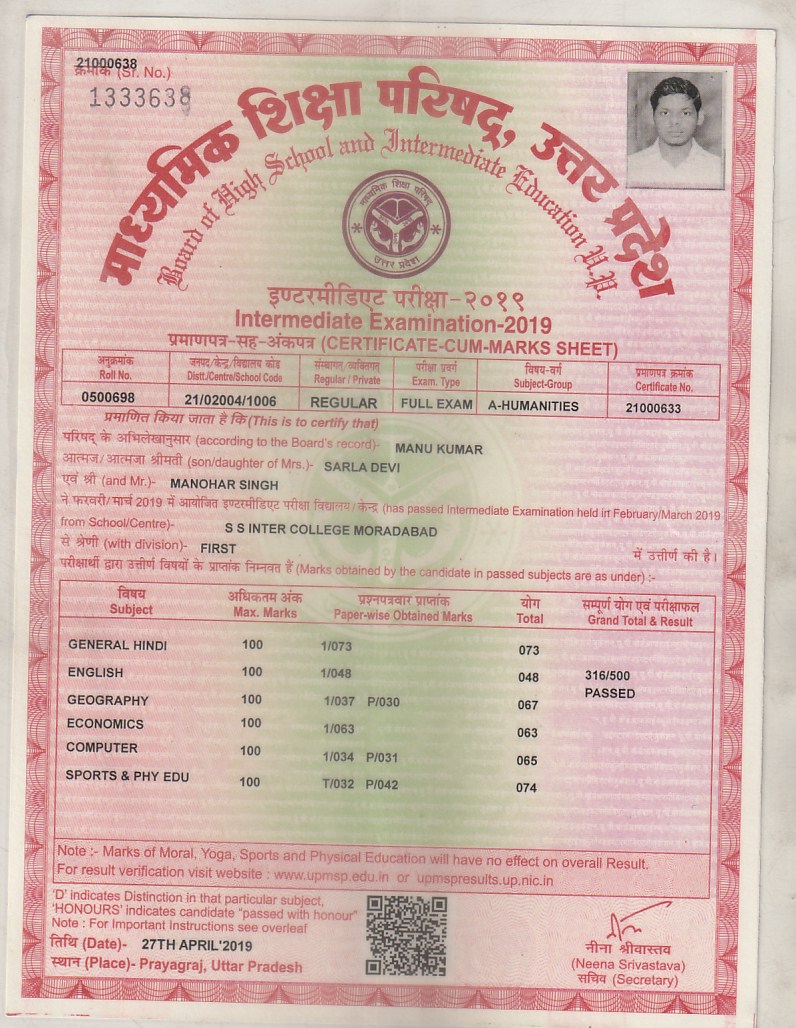 21000638
क्रमांक (Sr. No.)
1333638
माध्यमिक शिक्षा परिषद्, उत्तर प्रदेश
Board of High School and Intermediate Education U.P.
माध्यमिक शिक्षा परिषद्
उत्तर प्रदेश
इण्टरमीडिएट परीक्षा-२०१९
Intermediate Examination-2019
प्रमाणपत्र-सह-अंकपत्र (CERTIFICATE-CUM-MARKS SHEET)
अनुक्रमांक जनपद/केन्द्र/विद्यालय कोड संस्थागत/व्यक्तिगत परीक्षा प्रवर्ग विषय-वर्ग प्रमाणपत्र क्रमांक
Roll No. Distt./Centre/School Code Regular / Private Exam. Type Subject-Group Certificate No.
0500698 21/02004/1006 REGULAR FULL EXAM A-HUMANITIES 21000633
प्रमाणित किया जाता है कि (This is to certify that)
परिषद् के अभिलेखानुसार (according to the Board's record)- MANU KUMAR
आत्मज/आत्मजा श्रीमती (son/daughter of Mrs.)- SARLA DEVI
एवं श्री (and Mr.)- MANOHAR SINGH
ने फरवरी/मार्च 2019 में आयोजित इण्टरमीडिएट परीक्षा विद्यालय/केन्द्र (has passed Intermediate Examination held in February/March 2019
from School/Centre)- S S INTER COLLEGE MORADABAD
से श्रेणी (with division)- FIRST में उत्तीर्ण की है।
परीक्षार्थी द्वारा उत्तीर्ण विषयों के प्राप्तांक निम्नवत हैं (Marks obtained by the candidate in passed subjects are as under) :-
विषय अधिकतम अंक प्रश्नपत्रवार प्राप्तांक योग सम्पूर्ण योग एवं परीक्षाफल
Subject Max. Marks Paper-wise Obtained Marks Total Grand Total & Result
GENERAL HINDI 100 1/073 073
ENGLISH 100 1/048 048 316/500
PASSED
GEOGRAPHY 100 1/037 P/030 067
ECONOMICS 100 1/063 063
COMPUTER 100 1/034 P/031 065
SPORTS & PHY EDU 100 T/032 P/042 074
Note :- Marks of Moral, Yoga, Sports and Physical Education will have no effect on overall Result.
For result verification visit website : www.upmsp.edu.in or upmspresults.up.nic.in
'D' indicates Distinction in that particular subject,
'HONOURS' indicates candidate "passed with honour"
Note : For Important Instructions see overleaf
तिथि (Date)- 27TH APRIL'2019
स्थान (Place)- Prayagraj, Uttar Pradesh
नीना श्रीवास्तव
(Neena Srivastava)
सचिव (Secretary)